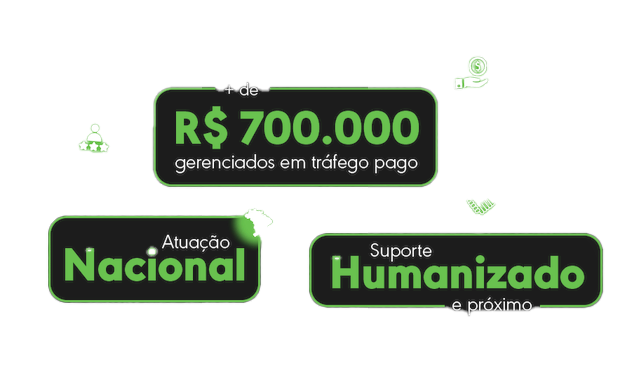 + de
R$ 700.000
gerenciados em tráfego pago
Atuação
Nacional
Suporte
Humanizado
e próximo